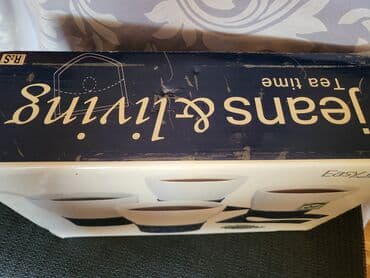 jeans & living
Tea time
R.S